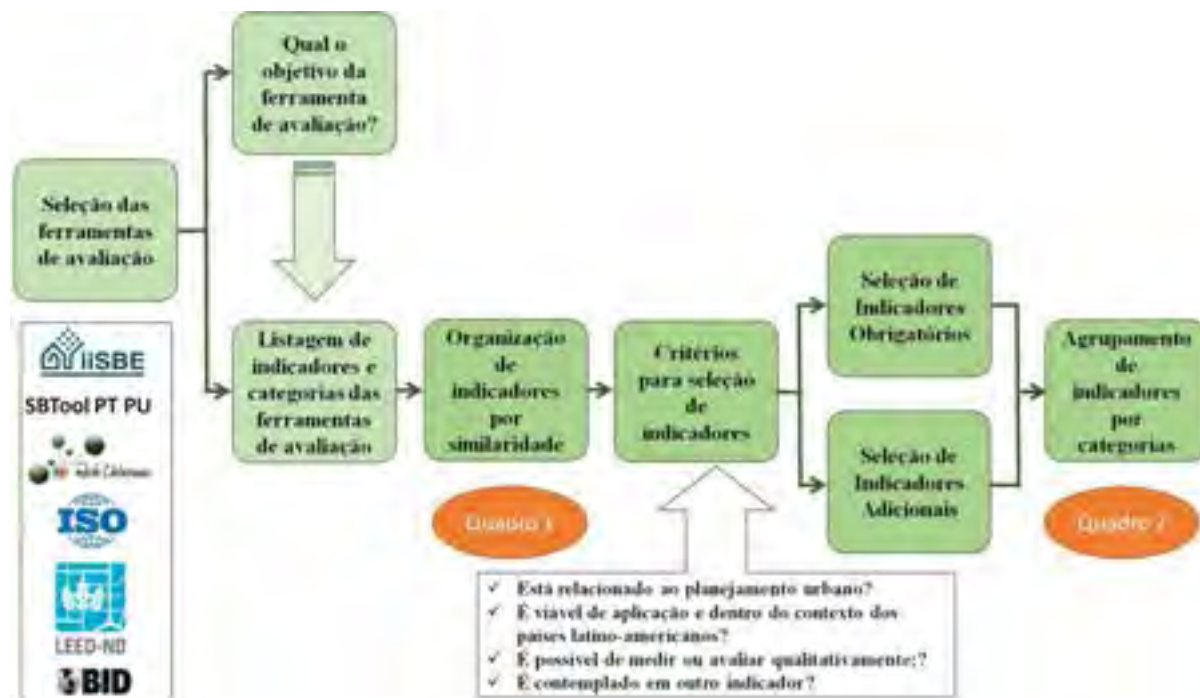 Qual o
objetivo da
ferramenta
de avaliação?
Seleção das
ferramentas
de avaliação
iiSBE
SBTool PT PU
ISO
LEED-ND
BID
Listagem de
indicadores e
categorias das
ferramentas
de avaliação
Organização
de
indicadores
por
similaridade
Quadro 1
Critérios
para seleção
de
indicadores
Seleção de
Indicadores
Obrigatórios
Seleção de
Indicadores
Adicionais
Agrupamento
de
indicadores
por
categorias
Quadro 2
✓ Está relacionado ao planejamento urbano?
✓ É viável de aplicação e dentro do contexto dos
países latino-americanos?
✓ É possível de medir ou avaliar qualitativamente;?
✓ É contemplado em outro indicador?